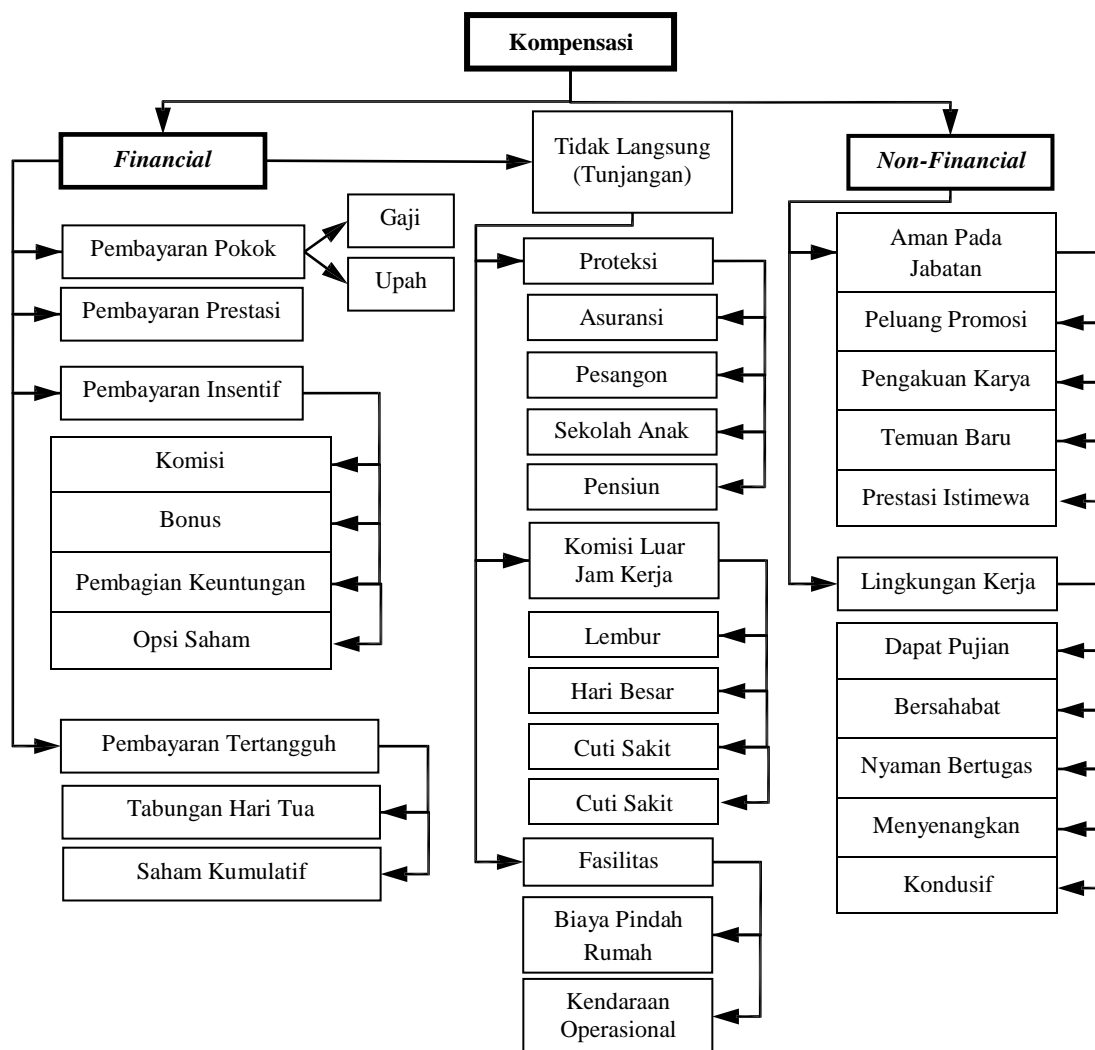 Kompensasi
Financial
Tidak Langsung
(Tunjangan)
Non-Financial
Pembayaran Pokok
Gaji
Upah
Pembayaran Prestasi
Pembayaran Insentif
Komisi
Bonus
Pembagian Keuntungan
Opsi Saham
Pembayaran Tertangguh
Tabungan Hari Tua
Saham Kumulatif
Proteksi
Asuransi
Pesangon
Sekolah Anak
Pensiun
Komisi Luar
Jam Kerja
Lembur
Hari Besar
Cuti Sakit
Cuti Sakit
Fasilitas
Biaya Pindah
Rumah
Kendaraan
Operasional
Aman Pada
Jabatan
Peluang Promosi
Pengakuan Karya
Temuan Baru
Prestasi Istimewa
Lingkungan Kerja
Dapat Pujian
Bersahabat
Nyaman Bertugas
Menyenangkan
Kondusif